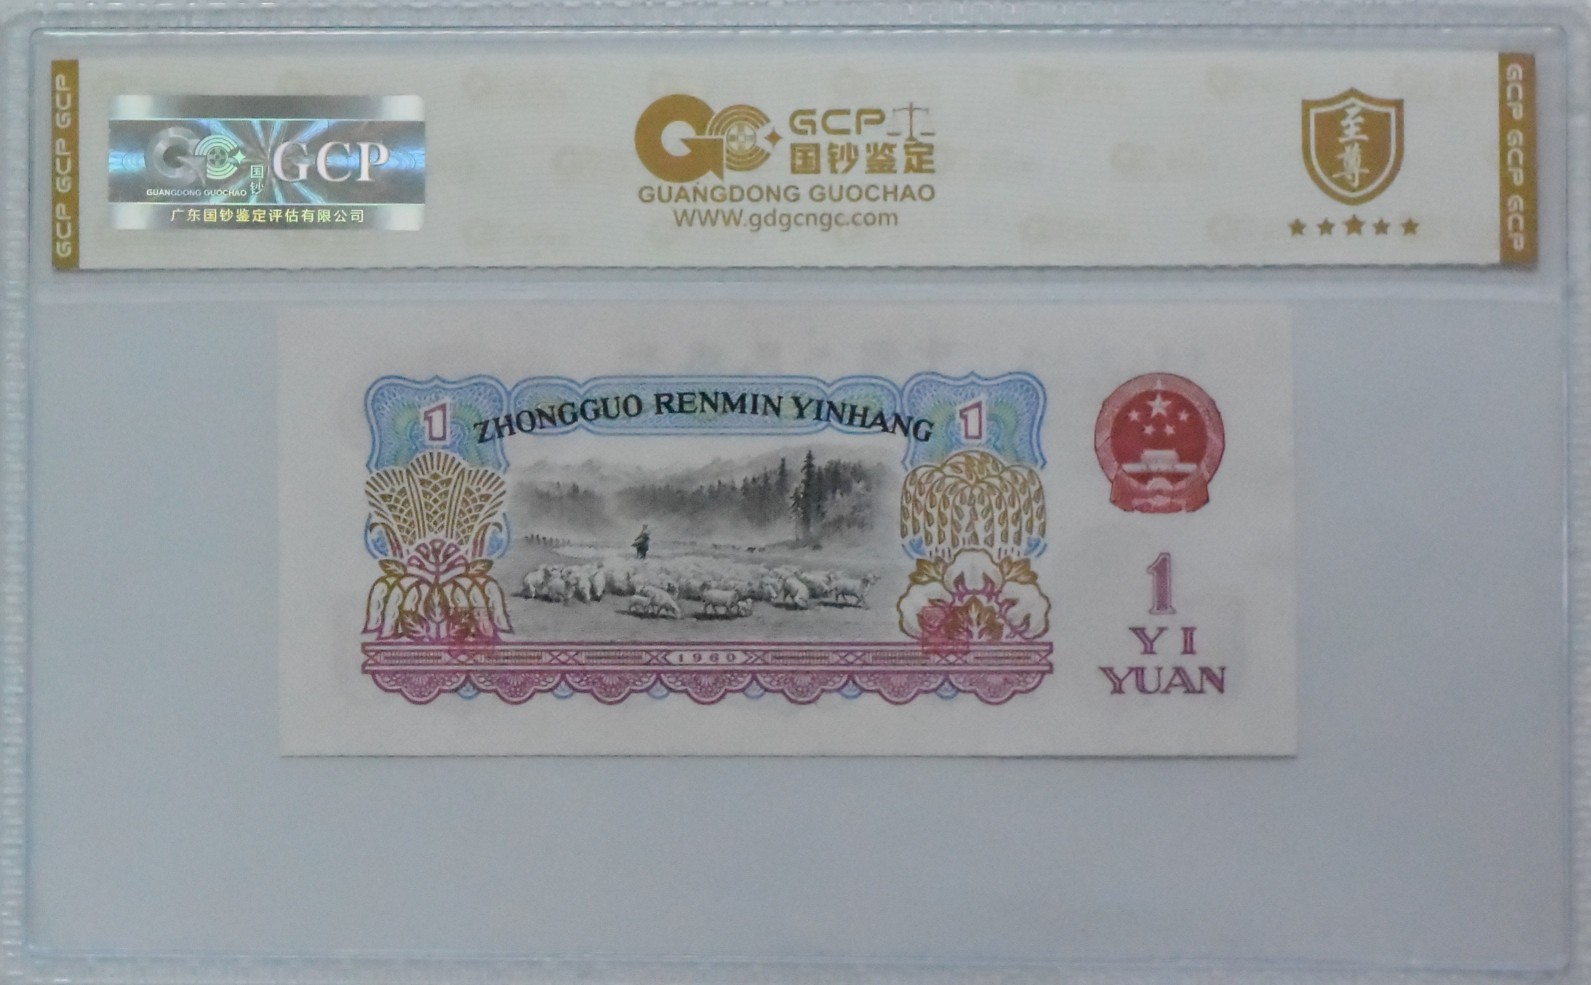 GCP GCP GCP
GCP
国钞
GUANGDONG GUOCHAO
广东国钞鉴定评估有限公司
GCP
国钞鉴定
GUANGDONG GUOCHAO
WWW.gdgcngc.com
至尊
GCP GCP GCP
1 ZHONGGUO RENMIN YINHANG 1
1960
1
YI
YUAN